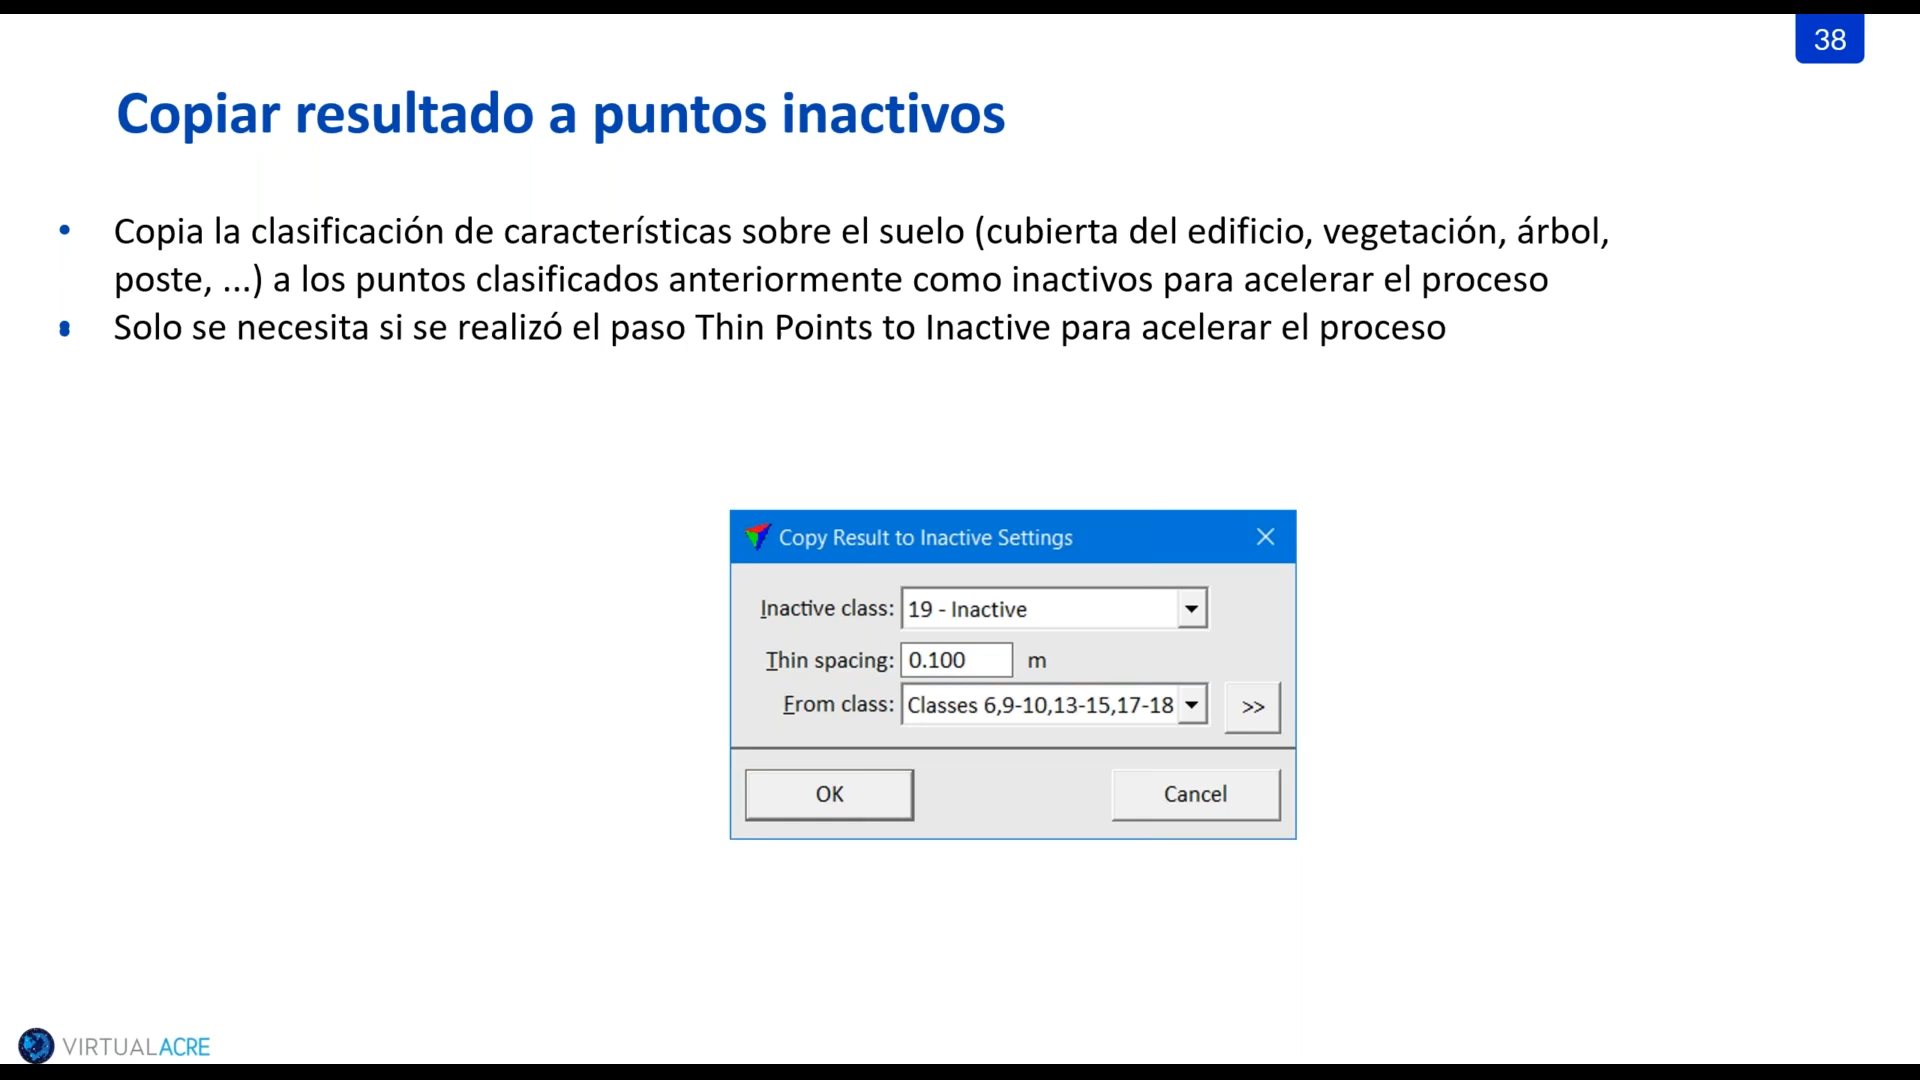 38
Copiar resultado a puntos inactivos
• Copia la clasificación de características sobre el suelo (cubierta del edificio, vegetación, árbol,
poste, ...) a los puntos clasificados anteriormente como inactivos para acelerar el proceso
• Solo se necesita si se realizó el paso Thin Points to Inactive para acelerar el proceso
Copy Result to Inactive Settings
Inactive class: 19 - Inactive
Thin spacing: 0.100 m
From class: Classes 6,9-10,13-15,17-18 >>
OK Cancel
VIRTUALACRE